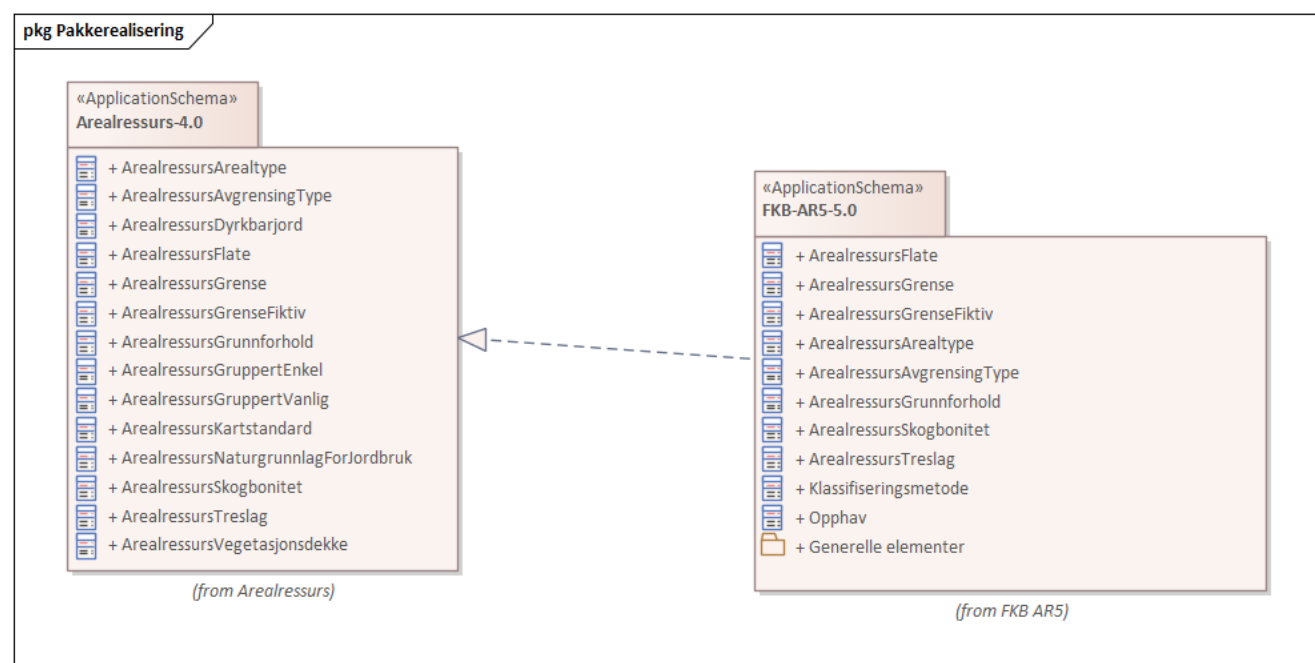 pkg Pakkerealisering
«ApplicationSchema»
Arealressurs-4.0
+ ArealressursArealtype
+ ArealressursAvgrensingType
+ ArealressursDyrkbarjord
+ ArealressursFlate
+ ArealressursGrense
+ ArealressursGrenseFiktiv
+ ArealressursGrunnforhold
+ ArealressursGruppertEnkel
+ ArealressursGruppertVanlig
+ ArealressursKartstandard
+ ArealressursNaturgrunnlagForJordbruk
+ ArealressursSkogbonitet
+ ArealressursTreslag
+ ArealressursVegetasjonsdekke
(from Arealressurs)
«ApplicationSchema»
FKB-AR5-5.0
+ ArealressursFlate
+ ArealressursGrense
+ ArealressursGrenseFiktiv
+ ArealressursArealtype
+ ArealressursAvgrensingType
+ ArealressursGrunnforhold
+ ArealressursSkogbonitet
+ ArealressursTreslag
+ Klassifiseringsmetode
+ Opphav
+ Generelle elementer
(from FKB AR5)